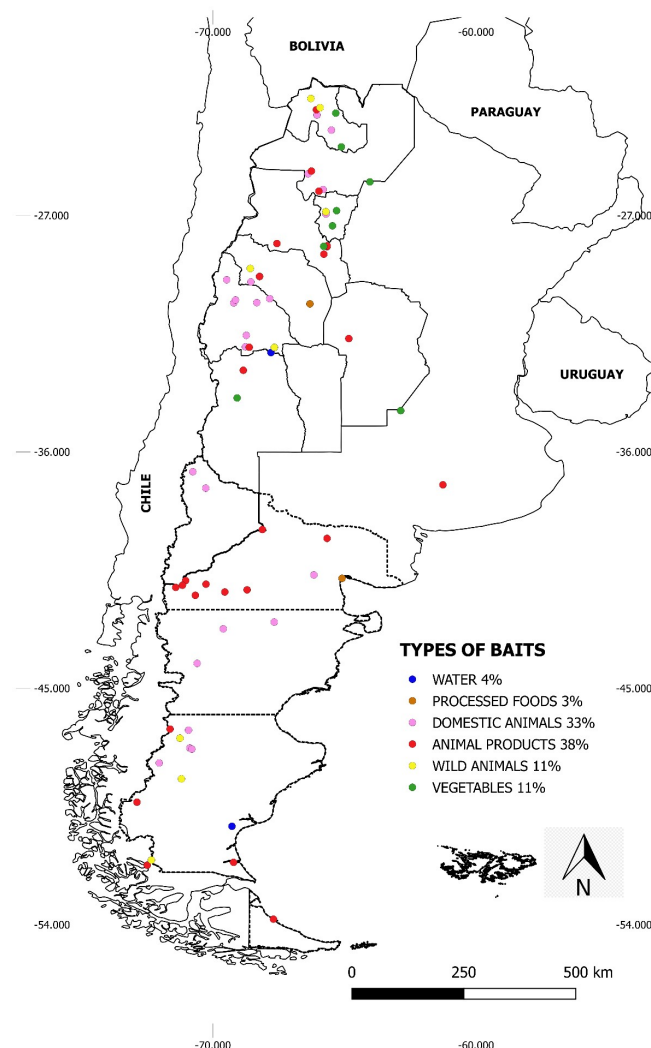 -70.000 -60.000
BOLIVIA
PARAGUAY
-27.000 -27.000
URUGUAY
-36.000 -36.000
CHILE
TYPES OF BAITS
WATER 4%
-45.000 -45.000
PROCESSED FOODS 3%
DOMESTIC ANIMALS 33%
ANIMAL PRODUCTS 38%
WILD ANIMALS 11%
VEGETABLES 11%
N
-54.000 -54.000
0 250 500 km
-70.000 -60.000